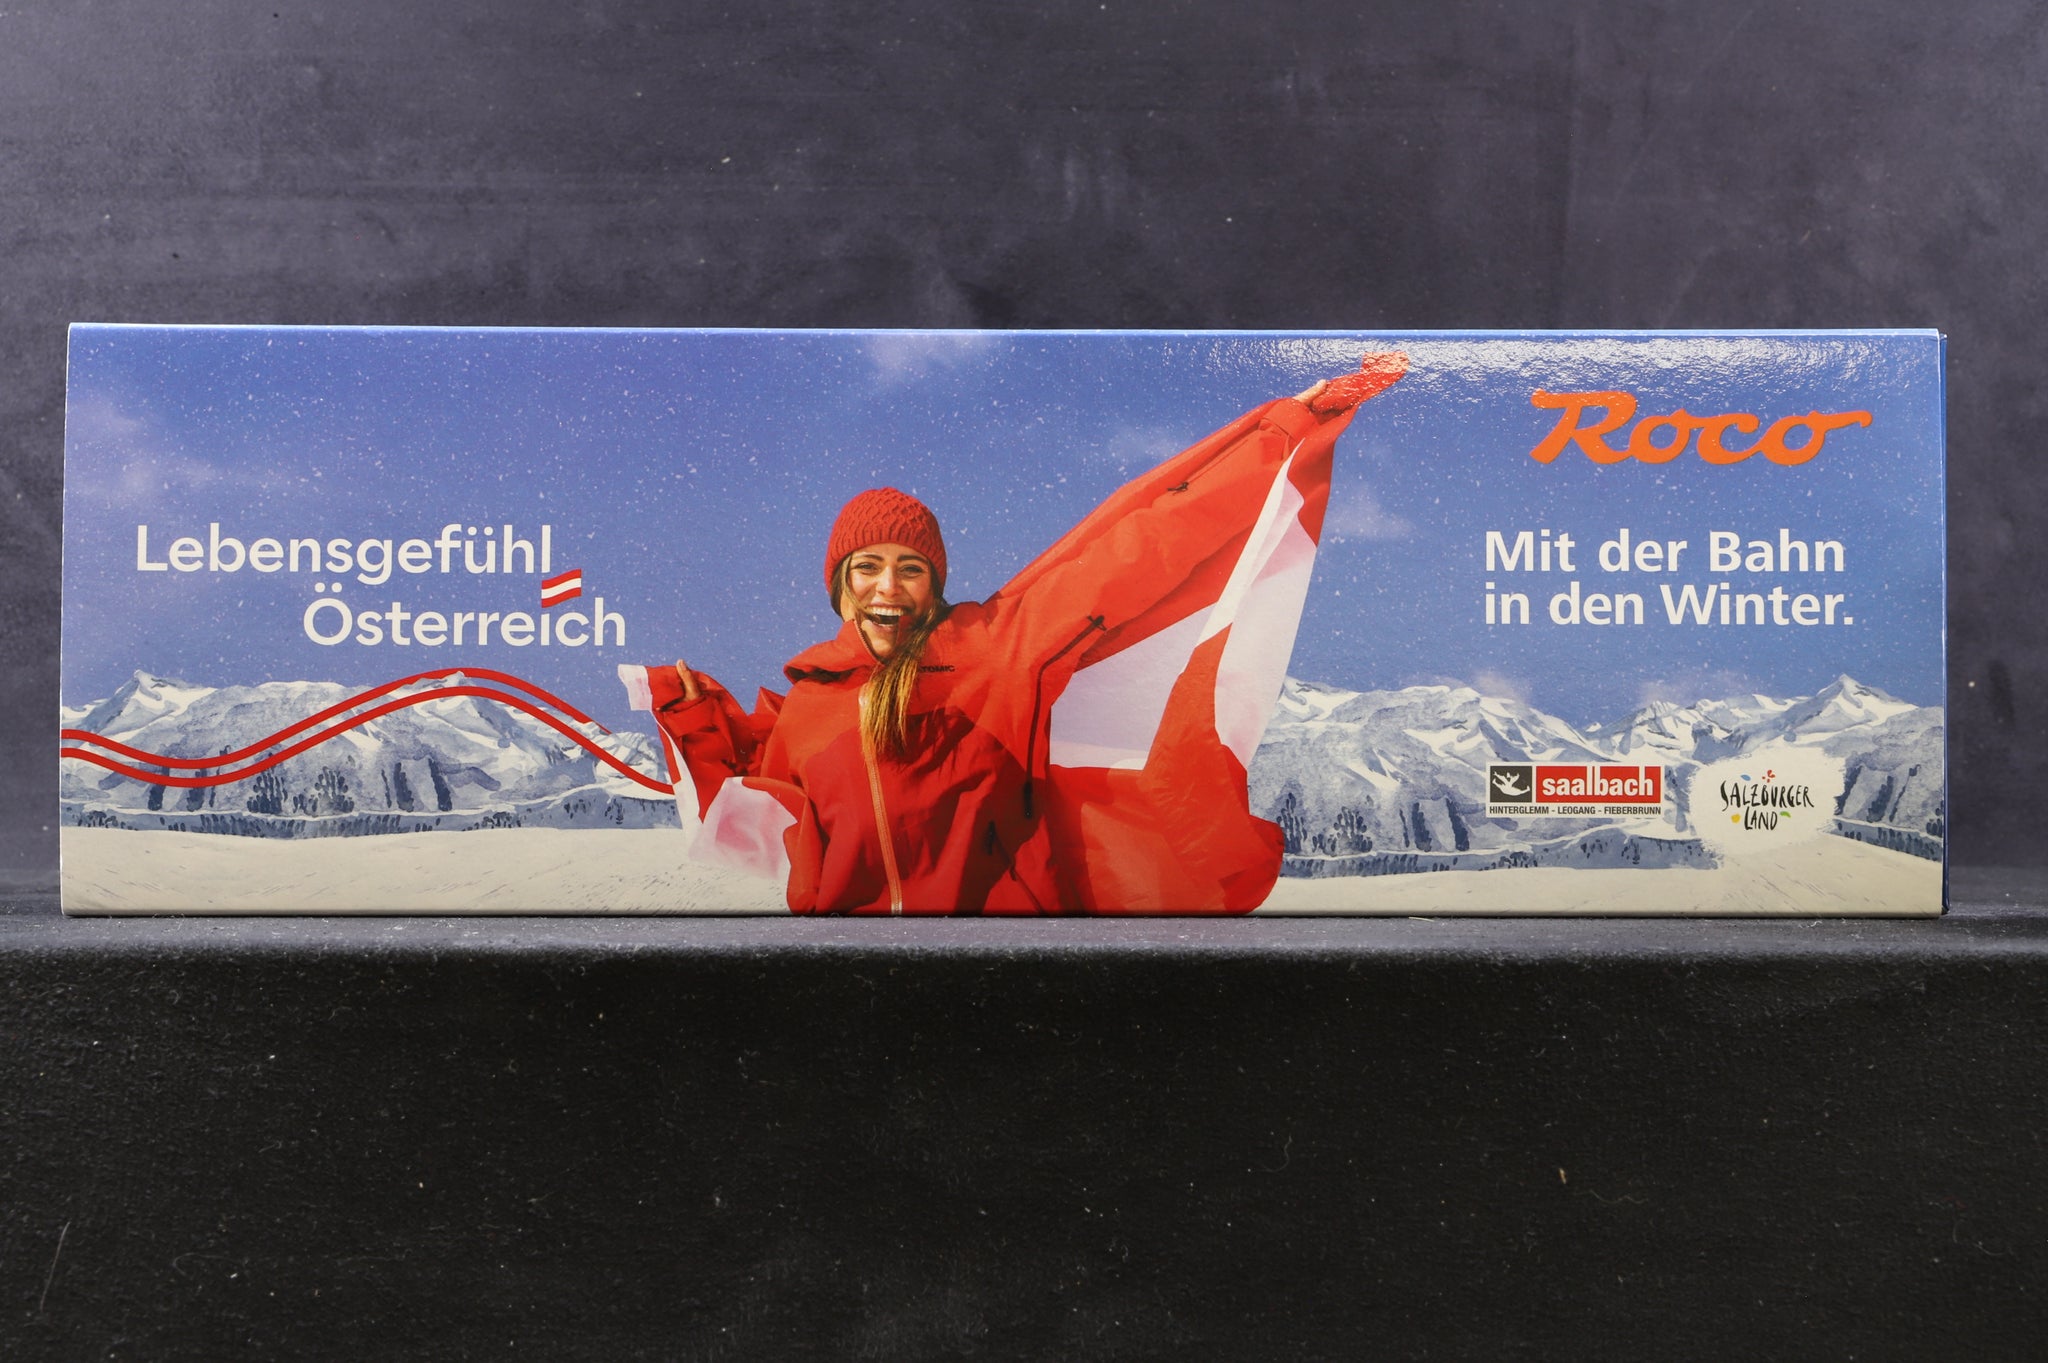 Lebensgefühl
Österreich
Roco
Mit der Bahn
in den Winter.
saalbach
HINTERGLEMM - LEOGANG - FIEBERBRUNN
SALZBURGER
LAND